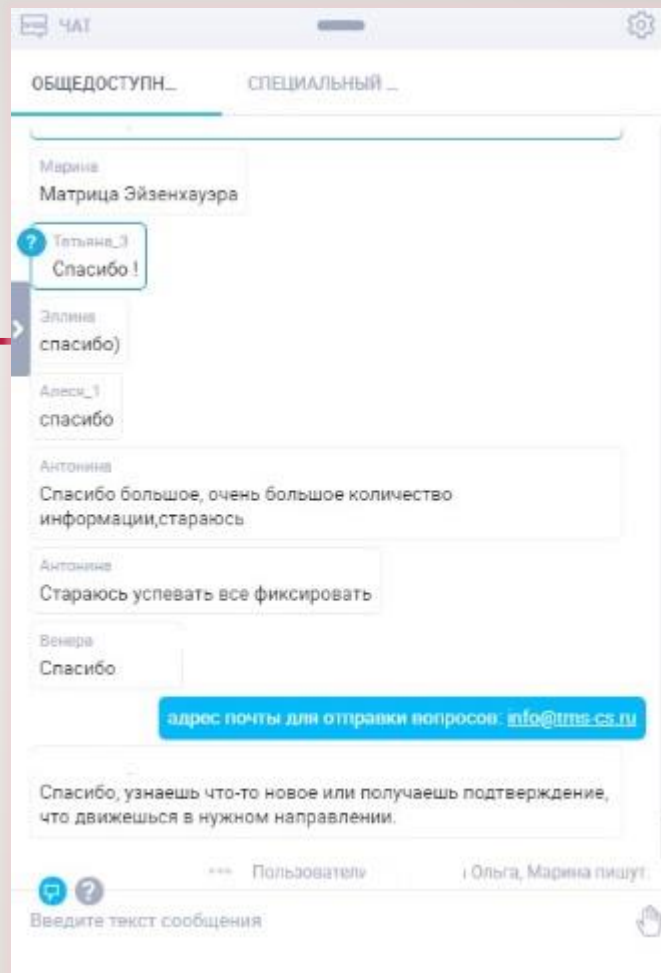 ЧАТ
ОБЩЕДОСТУПН...
СПЕЦИАЛЬНЫЙ ...
Марина
Матрица Эйзенхауэра
?
Татьяна_3
Спасибо !
Эллина
спасибо)
Алеся_1
спасибо
Антонина
Спасибо большое, очень большое количество
информации,стараюсь
Антонина
Стараюсь успевать все фиксировать
Венера
Спасибо
адрес почты для отправки вопросов: info@tms-cs.ru
Спасибо, узнаешь что-то новое или получаешь подтверждение,
что движешься в нужном направлении.
Пользователи Ольга, Марина пишут
?
Введите текст сообщения